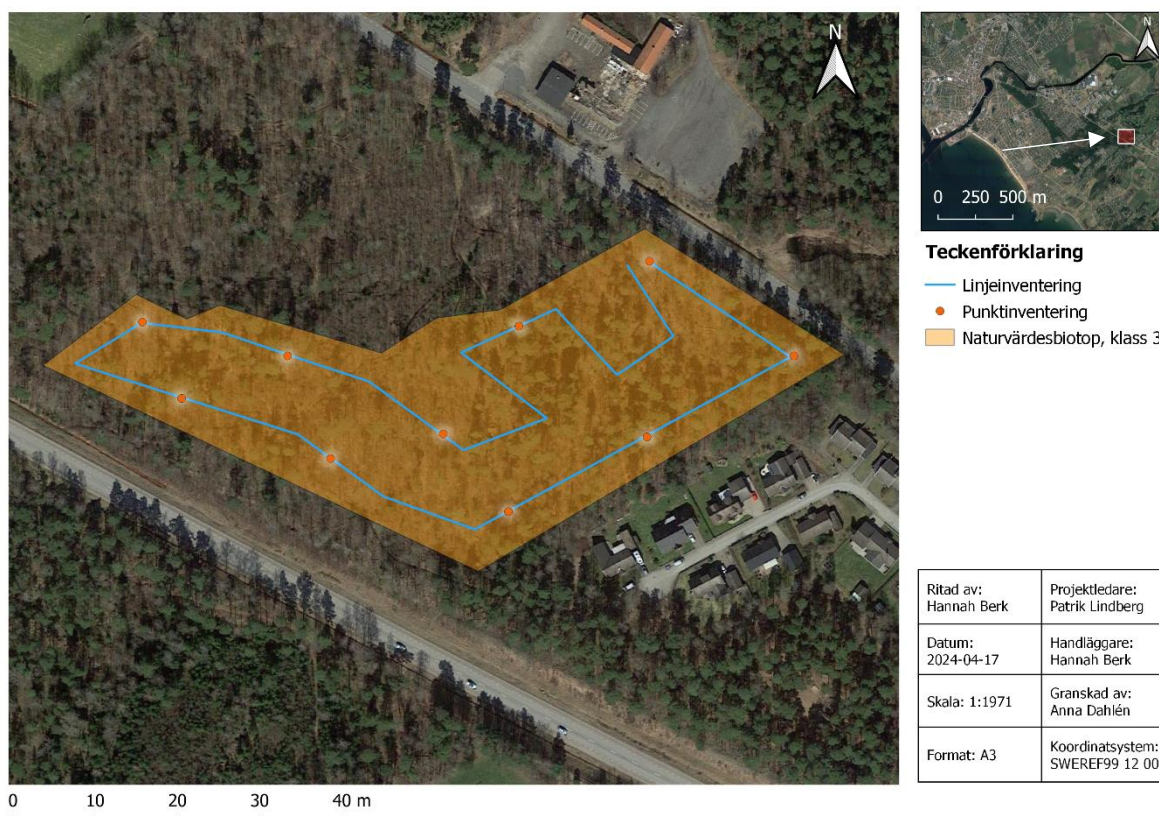 N
N
0 250 500 m
Teckenförklaring
Linjeinventering
Punktinventering
Naturvärdesbiotop, klass 3
Ritad av:
Hannah Berk
Projektledare:
Patrik Lindberg
Datum:
2024-04-17
Handläggare:
Hannah Berk
Skala: 1:1971
Granskad av:
Anna Dahlén
Format: A3
Koordinatsystem:
SWEREF99 12 00
0 10 20 30 40 m